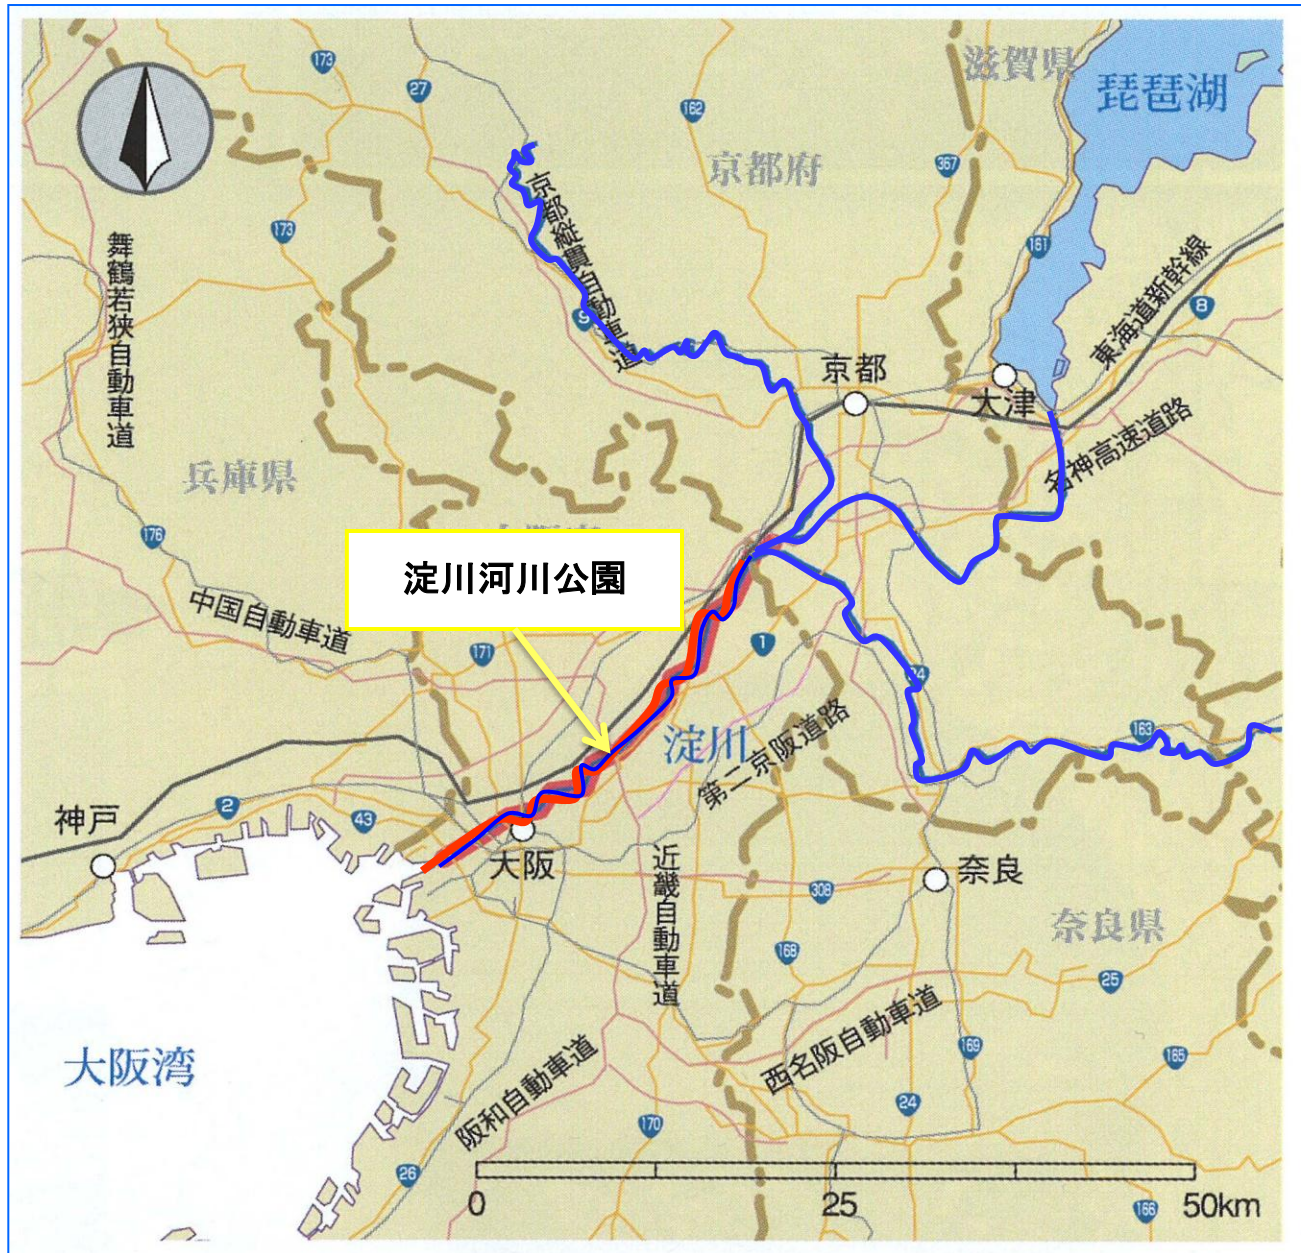 滋賀県
琵琶湖
173
27
162
京都府
367
京都縦貫自動車道
173
舞鶴若狭自動車道
161
東海道新幹線
8
9
京都
大津
名神高速道路
兵庫県
176
淀川河川公園
中国自動車道
171
1
24
163
淀川
第二京阪道路
神戸
2
43
大阪
近畿自動車道
308
奈良
奈良県
168
25
大阪湾
西名阪自動車道
169
165
阪和自動車道
24
170
26
0
25
50km
166